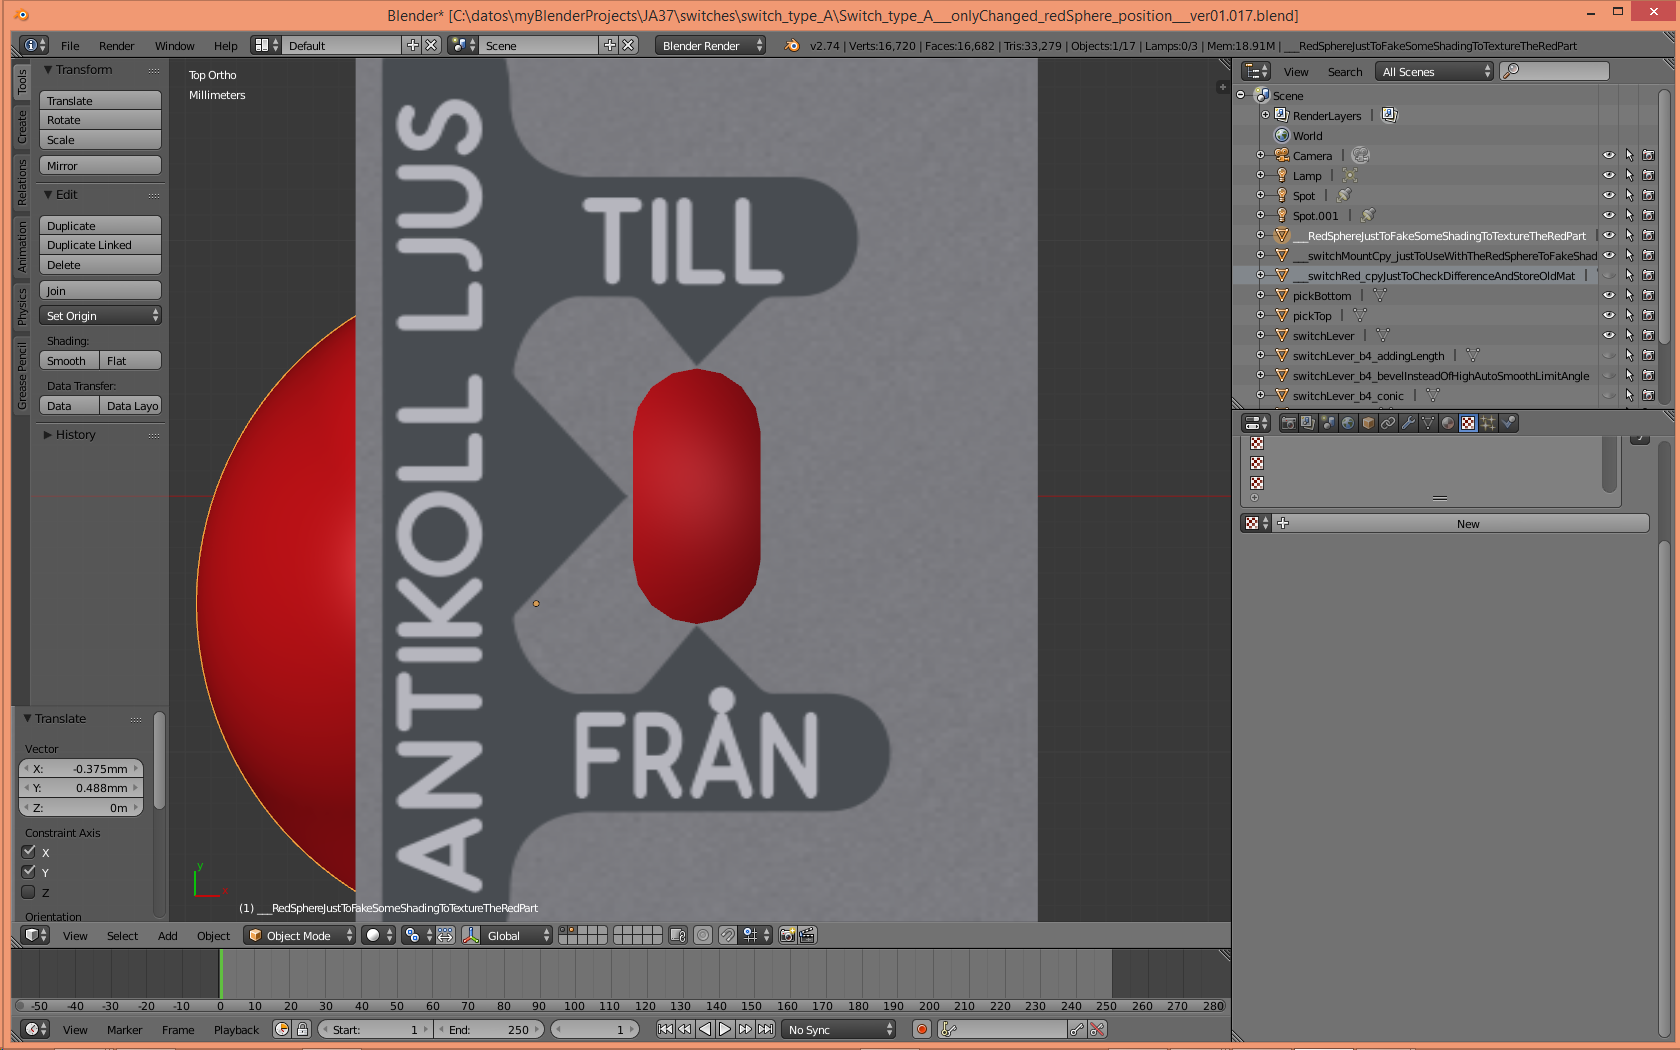 Blender* [C:\datos\myBlenderProjects\JA37\switches\switch_type_A\Switch_type_A___onlyChanged_redSphere_position___ver01.017.blend]
File Render Window Help Default Scene Blender Render v2.74 | Verts:16,720 | Faces:16,682 | Tris:33,279 | Objects:1/17 | Lamps:0/3 | Mem:18.91M | ___RedSphereJustToFakeSomeShadingToTextureTheRedPart
Tools
Create
Relations
Animation
Physics
Grease Pencil
Transform
Translate
Rotate
Scale
Mirror
Edit
Duplicate
Duplicate Linked
Delete
Join
Set Origin
Shading:
Smooth Flat
Data Transfer:
Data Data Layo
History
Translate
Vector
X: -0.375mm
Y: 0.488mm
Z: 0m
Constraint Axis
X
Y
Z
Orientation
Top Ortho
Millimeters
ANTIKOLL LJUS
TILL
FRÅN
y
x
(1) ___RedSphereJustToFakeSomeShadingToTextureTheRedPart
View Select Add Object Object Mode Global
-50 -40 -30 -20 -10 0 10 20 30 40 50 60 70 80 90 100 110 120 130 140 150 160 170 180 190 200 210 220 230 240 250 260 270 280
View Marker Frame Playback Start: 1 End: 250 1 No Sync
View Search All Scenes
Scene
RenderLayers |
World
Camera |
Lamp |
Spot |
Spot.001 |
___RedSphereJustToFakeSomeShadingToTextureTheRedPart |
___switchMountCpy_justToUseWithTheRedSphereToFakeShad
___switchRed_cpyJustToCheckDifferenceAndStoreOldMat |
pickBottom |
pickTop |
switchLever |
switchLever_b4_addingLength |
switchLever_b4_bevelInsteadOfHighAutoSmoothLimitAngle
switchLever_b4_conic |
New